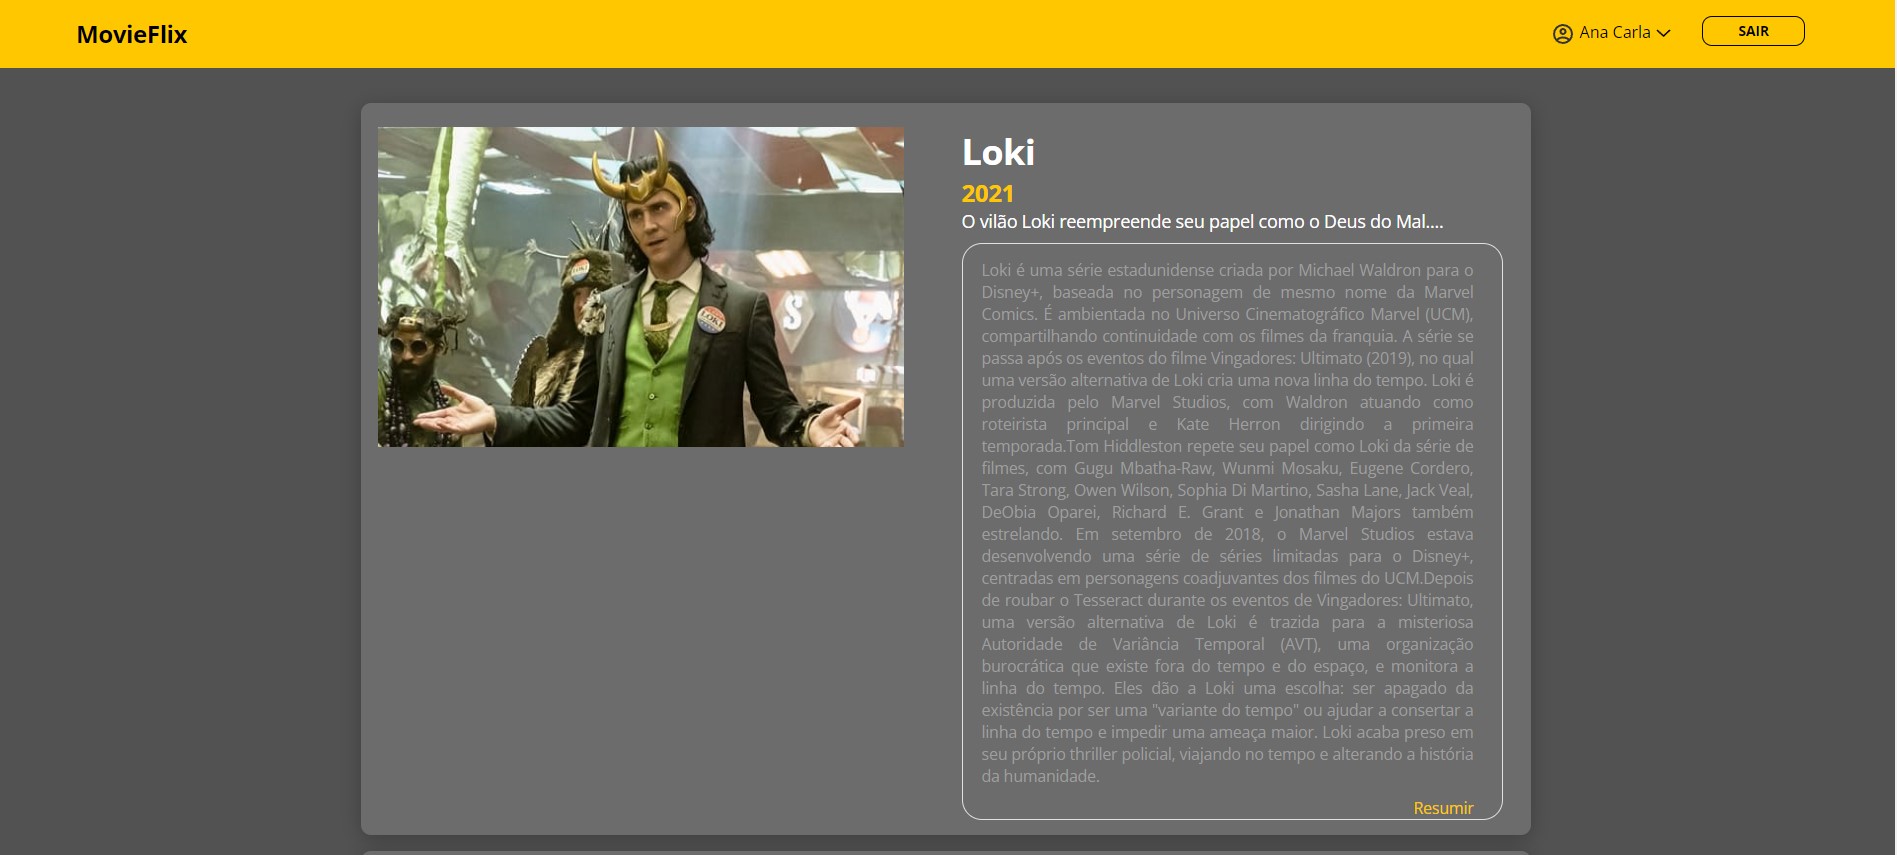 MovieFlix
Ana Carla
SAIR
Loki
2021
O vilão Loki reempreende seu papel como o Deus do Mal....
LOKI
LOKI
S
Loki é uma série estadunidense criada por Michael Waldron para o
Disney+, baseada no personagem de mesmo nome da Marvel
Comics. É ambientada no Universo Cinematográfico Marvel (UCM),
compartilhando continuidade com os filmes da franquia. A série se
passa após os eventos do filme Vingadores: Ultimato (2019), no qual
uma versão alternativa de Loki cria uma nova linha do tempo. Loki é
produzida pelo Marvel Studios, com Waldron atuando como
roteirista principal e Kate Herron dirigindo a primeira
temporada.Tom Hiddleston repete seu papel como Loki da série de
filmes, com Gugu Mbatha-Raw, Wunmi Mosaku, Eugene Cordero,
Tara Strong, Owen Wilson, Sophia Di Martino, Sasha Lane, Jack Veal,
DeObia Oparei, Richard E. Grant e Jonathan Majors também
estrelando. Em setembro de 2018, o Marvel Studios estava
desenvolvendo uma série de séries limitadas para o Disney+,
centradas em personagens coadjuvantes dos filmes do UCM.Depois
de roubar o Tesseract durante os eventos de Vingadores: Ultimato,
uma versão alternativa de Loki é trazida para a misteriosa
Autoridade de Variância Temporal (AVT), uma organização
burocrática que existe fora do tempo e do espaço, e monitora a
linha do tempo. Eles dão a Loki uma escolha: ser apagado da
existência por ser uma "variante do tempo" ou ajudar a consertar a
linha do tempo e impedir uma ameaça maior. Loki acaba preso em
seu próprio thriller policial, viajando no tempo e alterando a história
da humanidade.
Resumir